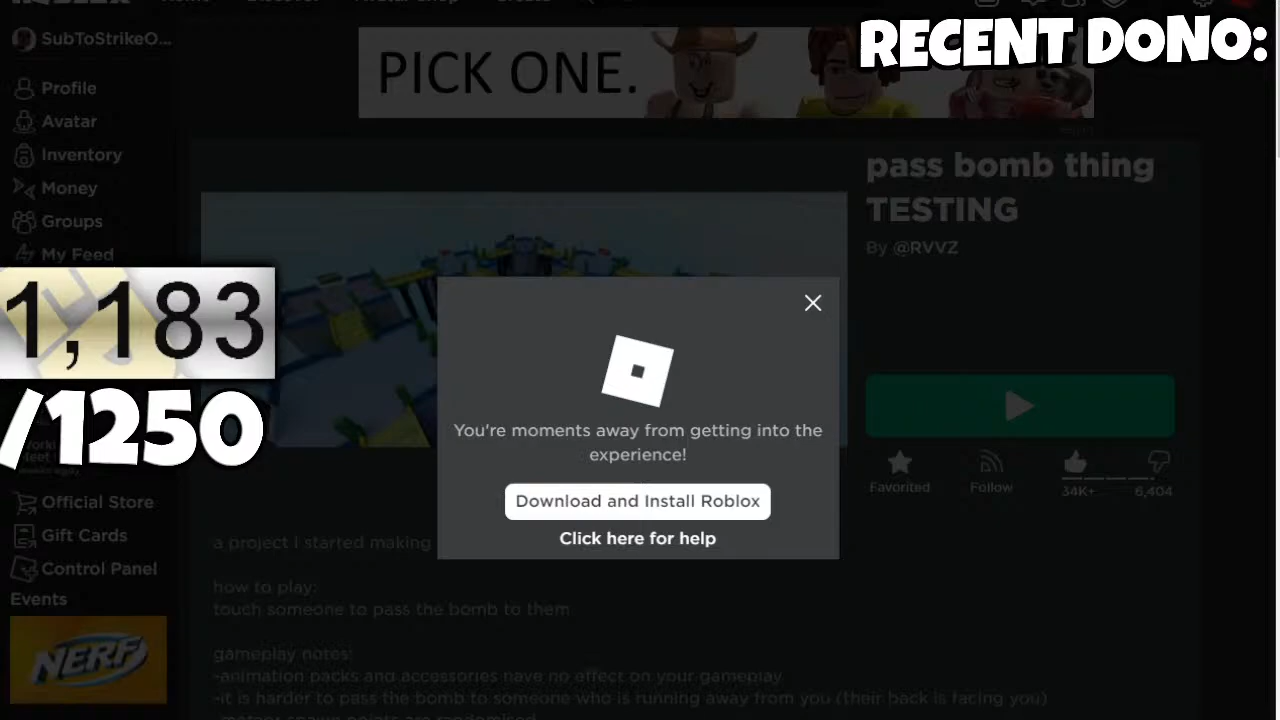 Create
RECENT DONO:
SubToStrikeO...
PICK ONE.
Profile
Avatar
Inventory
Money
Groups
My Feed
1,183
/1250
Official Store
Gift Cards
Control Panel
Events
NERF
pass bomb thing
TESTING
By @RVVZ
Favorited
Follow
34K+
6,404
You're moments away from getting into the
experience!
Download and Install Roblox
Click here for help
a project I started making
how to play:
touch someone to pass the bomb to them
gameplay notes:
-animation packs and accessories have no effect on your gameplay
-it is harder to pass the bomb to someone who is running away from you (their back is facing you)